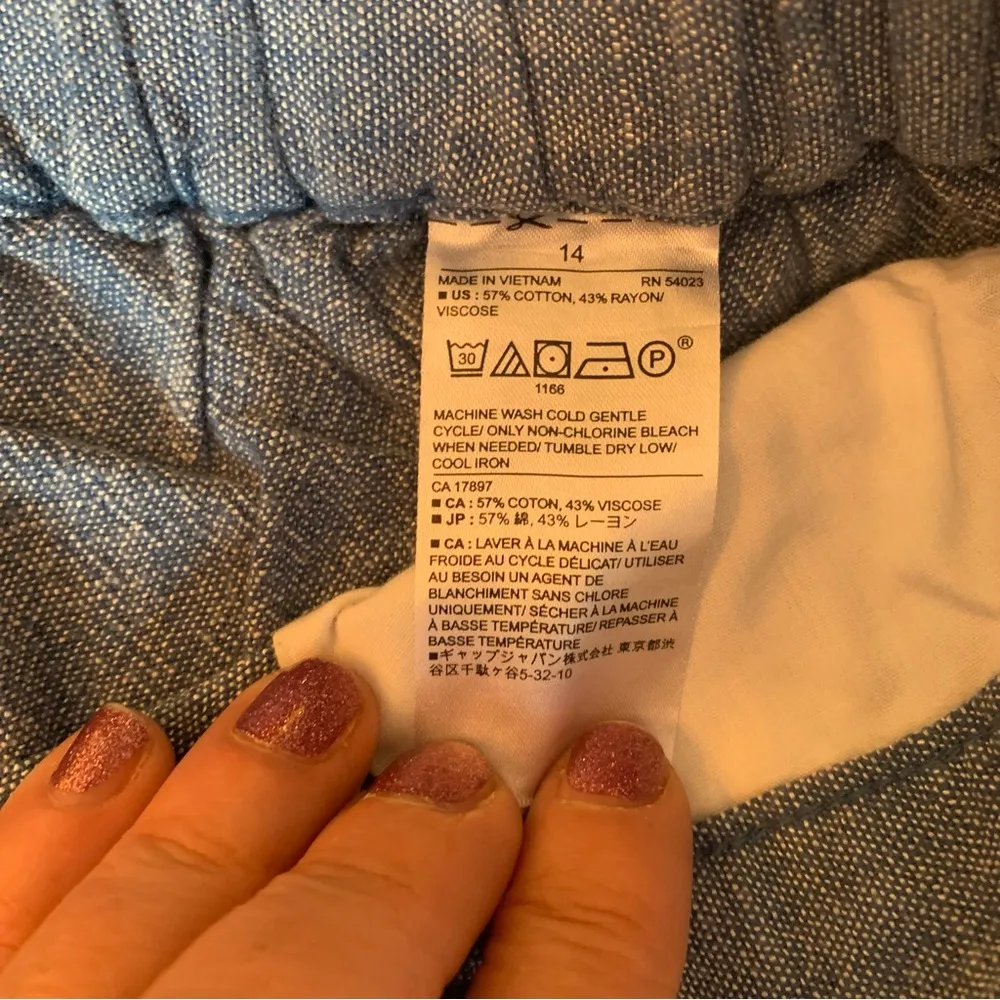 14
MADE IN VIETNAM RN 54023
■ US : 57% COTTON, 43% RAYON/
VISCOSE
30 P ®
1166
MACHINE WASH COLD GENTLE
CYCLE/ ONLY NON-CHLORINE BLEACH
WHEN NEEDED/ TUMBLE DRY LOW/
COOL IRON
CA 17897
■ CA : 57% COTON, 43% VISCOSE
■ JP : 57% 綿, 43% レーヨン
■ CA : LAVER À LA MACHINE À L'EAU
FROIDE AU CYCLE DÉLICAT/ UTILISER
AU BESOIN UN AGENT DE
BLANCHIMENT SANS CHLORE
UNIQUEMENT/ SÉCHER À LA MACHINE
À BASSE TEMPÉRATURE/ REPASSER À
BASSE TEMPÉRATURE
■ギャップジャパン株式会社 東京都渋
谷区千駄ヶ谷5-32-10